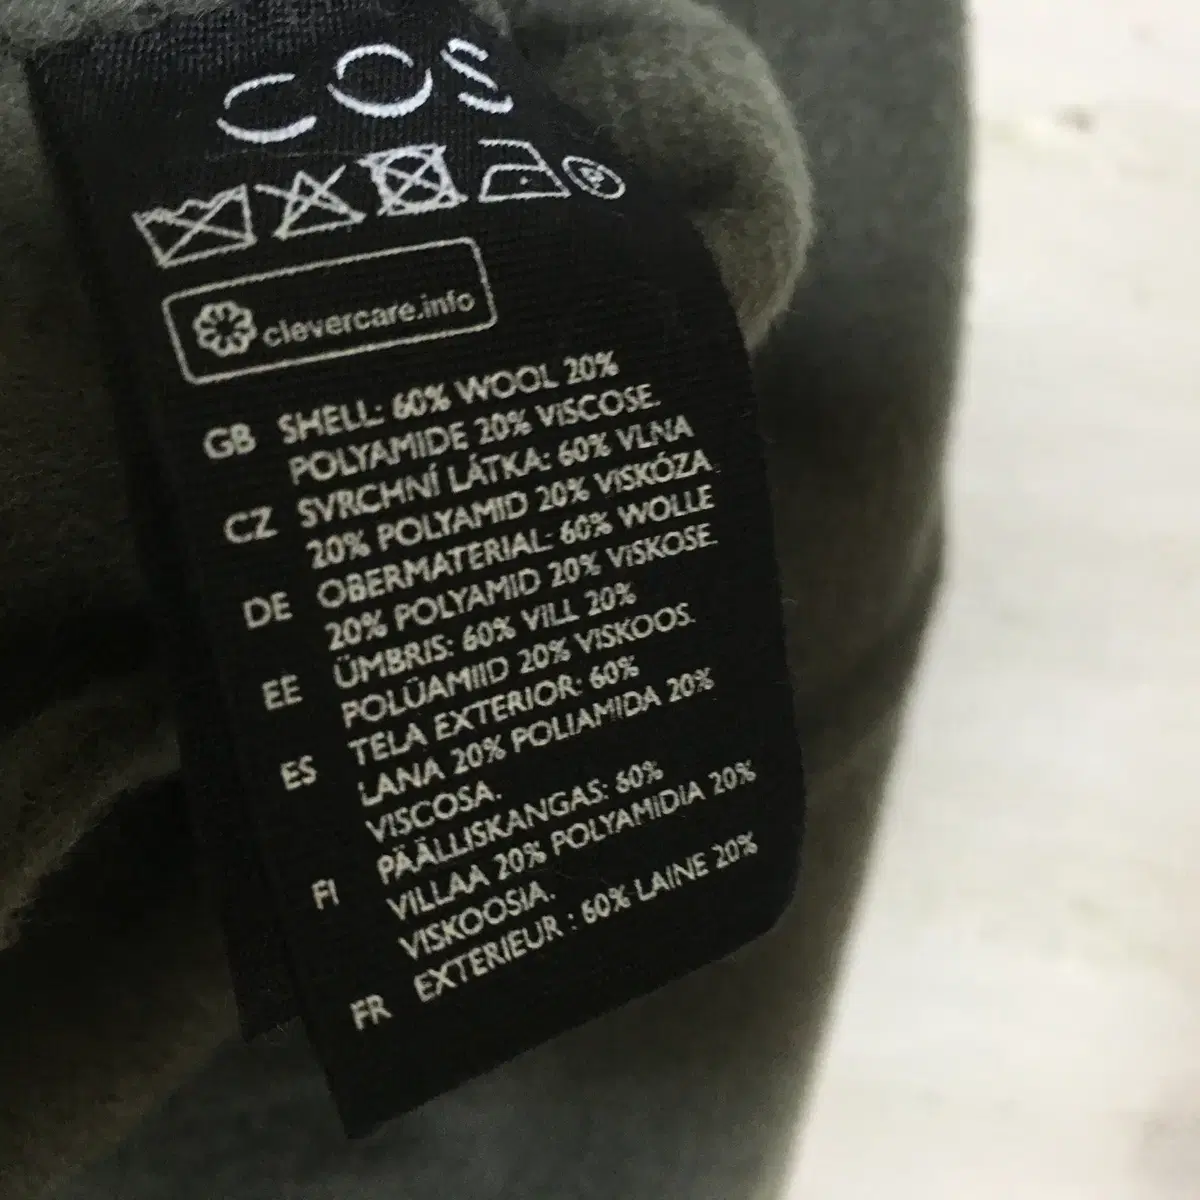 COS
P
clevercare.info
GB SHELL: 60% WOOL 20%
POLYAMIDE 20% VISCOSE.
CZ SVRCHNÍ LÁTKA: 60% VLNA
20% POLYAMID 20% VISKÓZA.
DE OBERMATERIAL: 60% WOLLE
20% POLYAMID 20% VISKOSE.
EE ÜMBRIS: 60% VILL 20%
POLÜAMIID 20% VISKOOS.
ES TELA EXTERIOR: 60%
LANA 20% POLIAMIDA 20%
VISCOSA.
FI PÄÄLLISKANGAS: 60%
VILLAA 20% POLYAMIDIA 20%
VISKOOSIA.
FR EXTERIEUR : 60% LAINE 20%